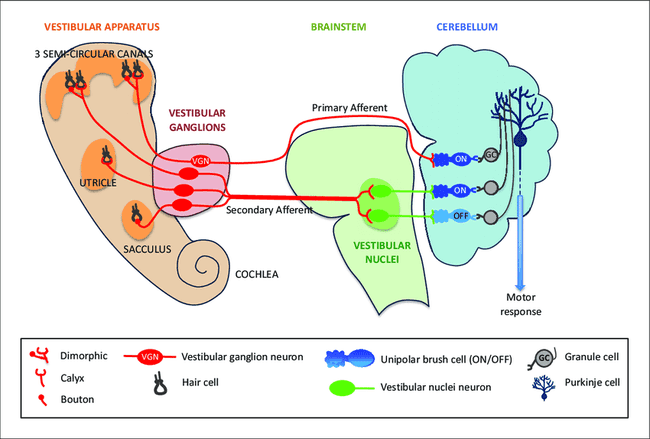 VESTIBULAR APPARATUS
BRAINSTEM
CEREBELLUM
3 SEMI-CIRCULAR CANALS
VESTIBULAR
GANGLIONS
Primary Afferent
VGN
ON
GC
UTRICLE
ON
Secondary Afferent
OFF
SACCULUS
VESTIBULAR
NUCLEI
COCHLEA
Motor
response
Dimorphic
VGN
Vestibular ganglion neuron
Unipolar brush cell (ON/OFF)
GC
Granule cell
Calyx
Hair cell
Vestibular nuclei neuron
Purkinje cell
Bouton